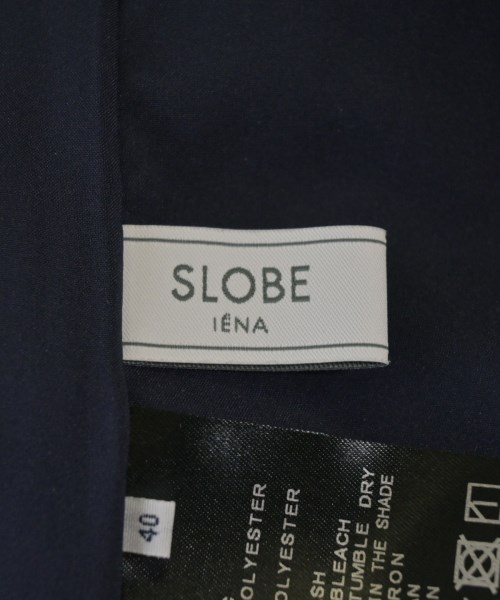 SLOBE
IÉNA
40
OLYESTER
OLYESTER
SH
BLEACH
TUMBLE DRY
IN THE SHADE
RON